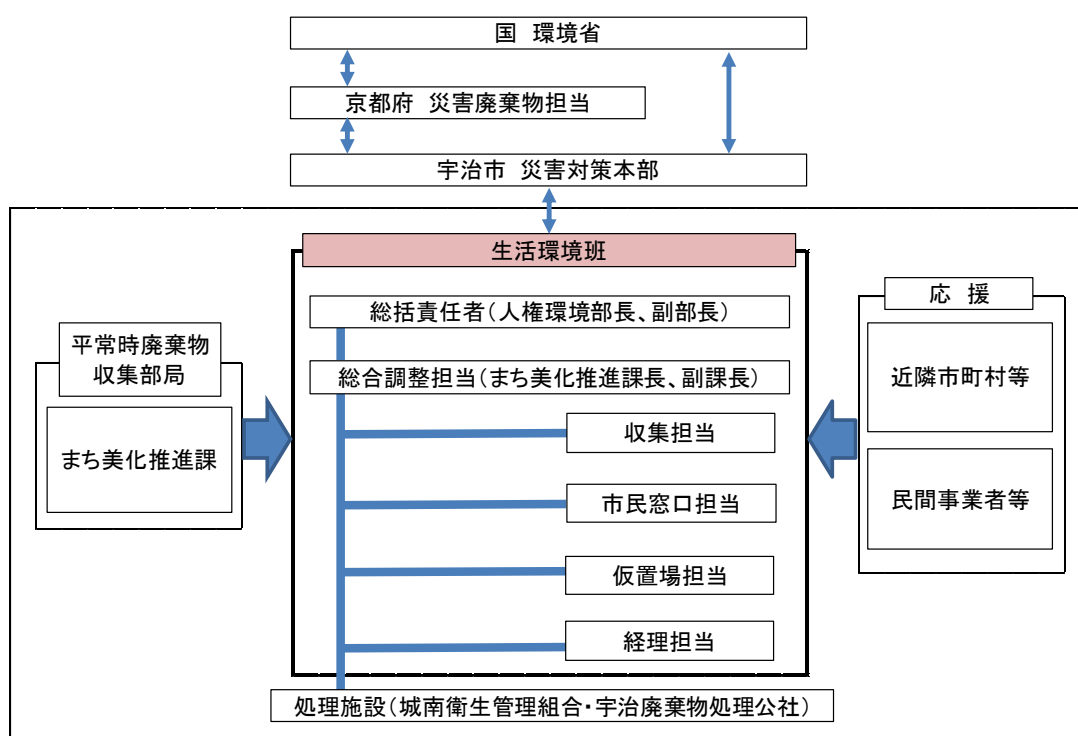 国 環境省
京都府 災害廃棄物担当
宇治市 災害対策本部
生活環境班
総括責任者(人権環境部長、副部長)
総合調整担当(まち美化推進課長、副課長)
収集担当
市民窓口担当
仮置場担当
経理担当
処理施設(城南衛生管理組合・宇治廃棄物処理公社)
平常時廃棄物
収集部局
まち美化推進課
応 援
近隣市町村等
民間事業者等